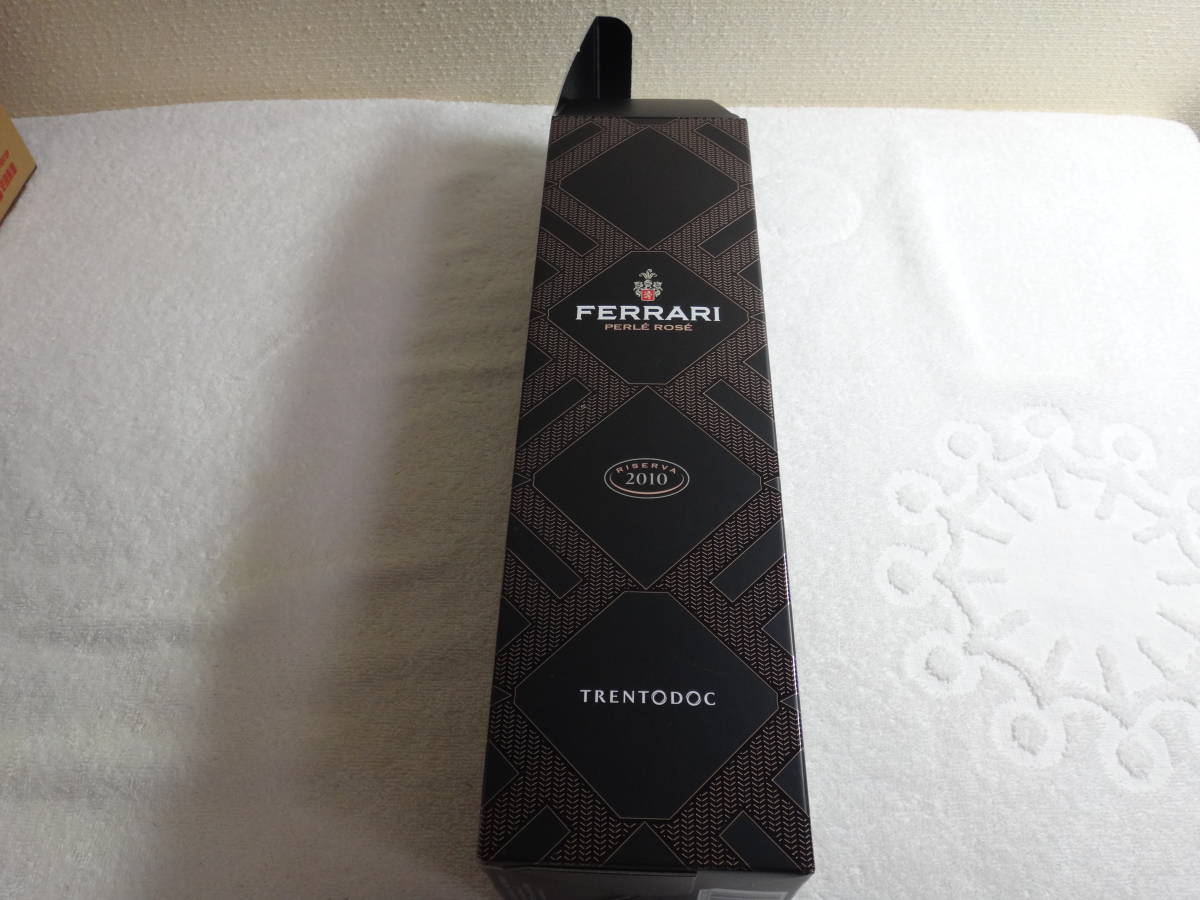 FERRARI
PERLÉ ROSÉ
RISERVA
2010
TRENTODOC